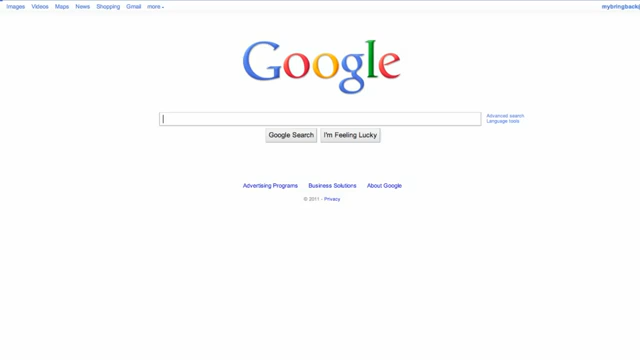 Images Videos Maps News Shopping Gmail more mybringback@
Google
Advanced search
Language tools
Google Search I'm Feeling Lucky
Advertising Programs Business Solutions About Google
© 2011 - Privacy